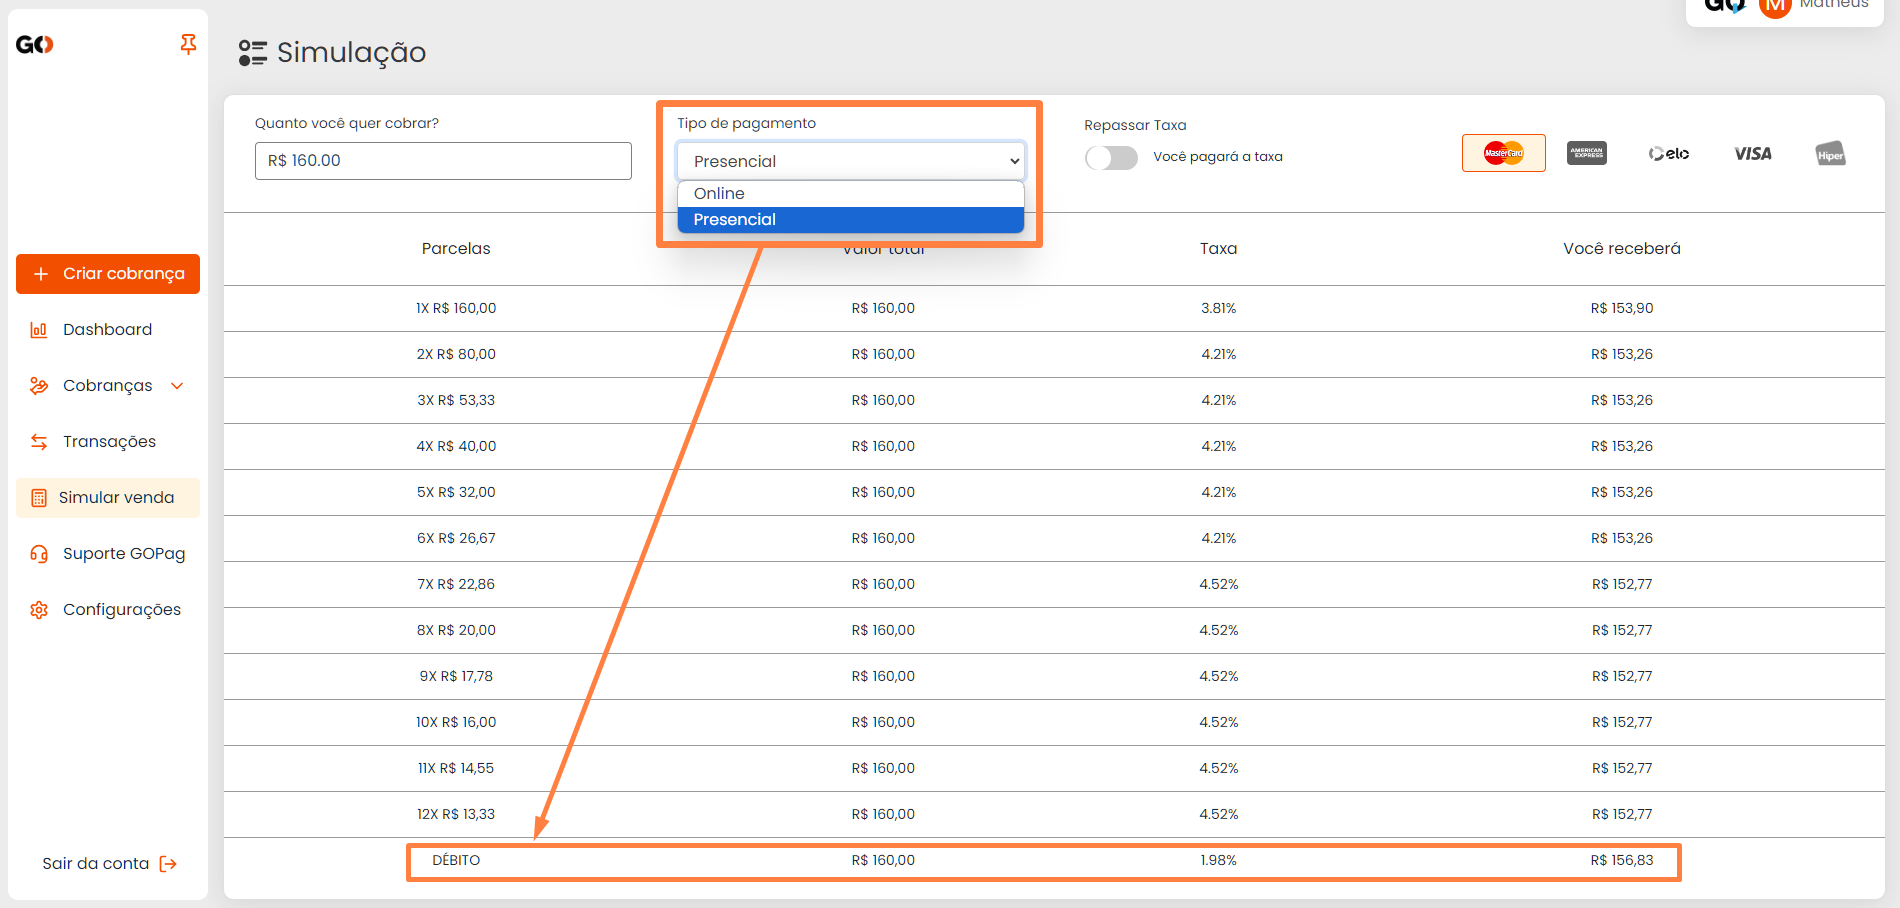 GO
GO M Matheus
Simulação
Quanto você quer cobrar?
R$ 160.00
Tipo de pagamento
Presencial
Online
Presencial
Repassar Taxa
Você pagará a taxa
MasterCard
AMERICAN EXPRESS
elo
VISA
Hiper
Criar cobrança
Dashboard
Cobranças
Transações
Simular venda
Suporte GOPag
Configurações
Sair da conta
Parcelas Valor total Taxa Você receberá
1X R$ 160,00 R$ 160,00 3.81% R$ 153,90
2X R$ 80,00 R$ 160,00 4.21% R$ 153,26
3X R$ 53,33 R$ 160,00 4.21% R$ 153,26
4X R$ 40,00 R$ 160,00 4.21% R$ 153,26
5X R$ 32,00 R$ 160,00 4.21% R$ 153,26
6X R$ 26,67 R$ 160,00 4.21% R$ 153,26
7X R$ 22,86 R$ 160,00 4.52% R$ 152,77
8X R$ 20,00 R$ 160,00 4.52% R$ 152,77
9X R$ 17,78 R$ 160,00 4.52% R$ 152,77
10X R$ 16,00 R$ 160,00 4.52% R$ 152,77
11X R$ 14,55 R$ 160,00 4.52% R$ 152,77
12X R$ 13,33 R$ 160,00 4.52% R$ 152,77
DÉBITO R$ 160,00 1.98% R$ 156,83